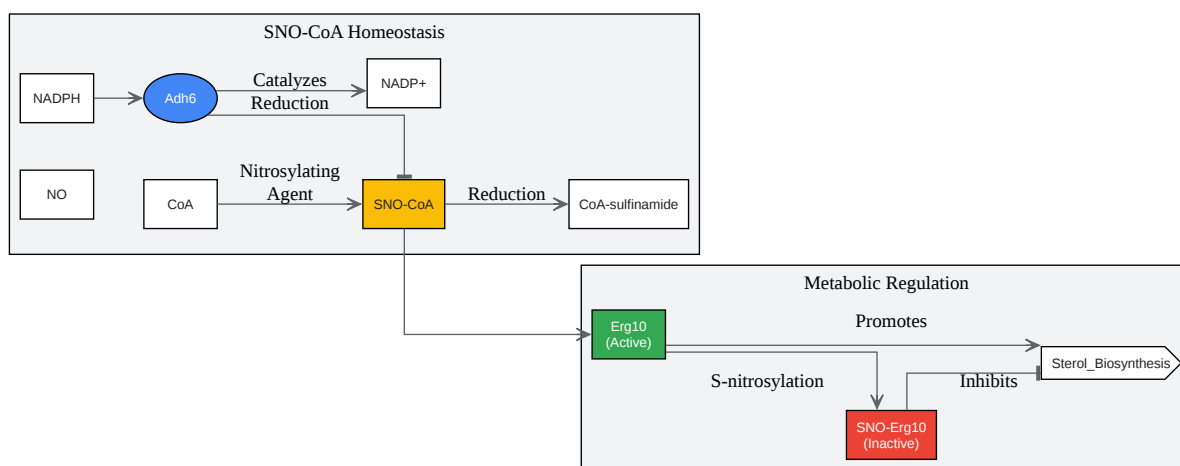 SNO-CoA Homeostasis
NADPH
Adh6
Catalyzes
Reduction
NADP+
NO
CoA
Nitrosylating
Agent
SNO-CoA
Reduction
CoA-sulfinamide
Metabolic Regulation
Erg10
(Active)
Promotes
Sterol_Biosynthesis
S-nitrosylation
Inhibits
SNO-Erg10
(Inactive)